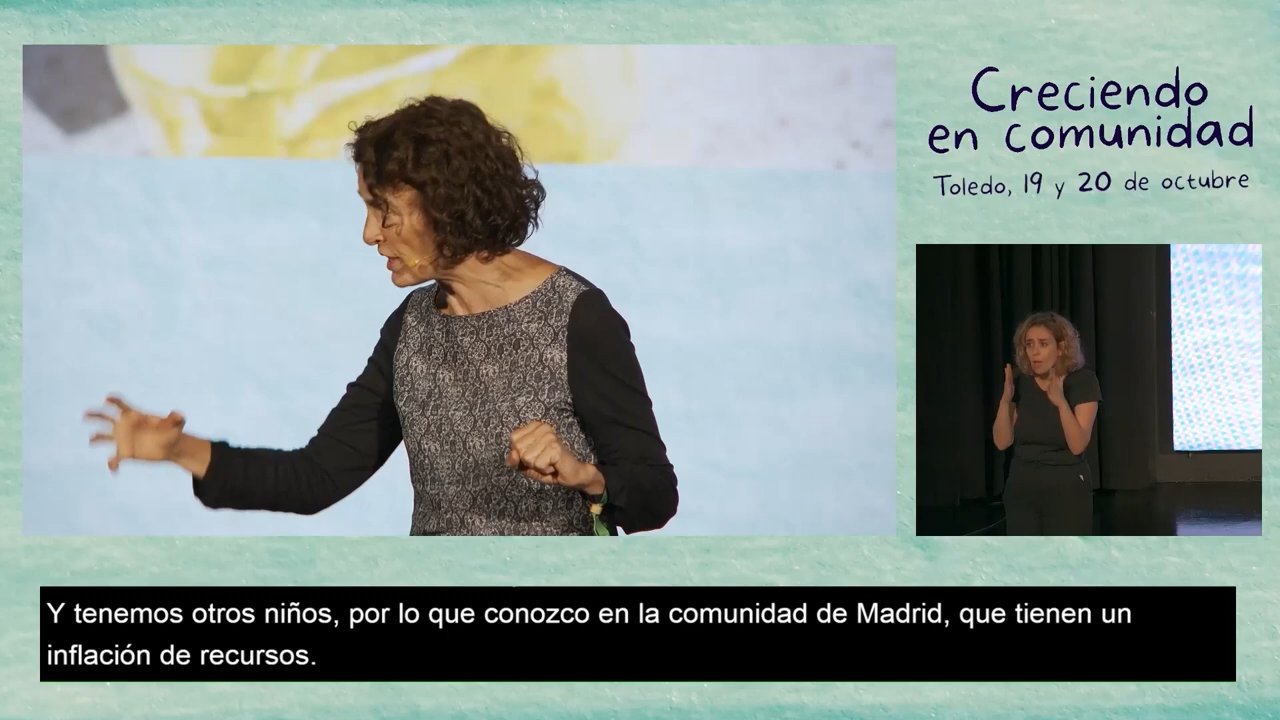 Creciendo
en comunidad
Toledo, 19 y 20 de octubre
Y tenemos otros niños, por lo que conozco en la comunidad de Madrid, que tienen un
inflación de recursos.